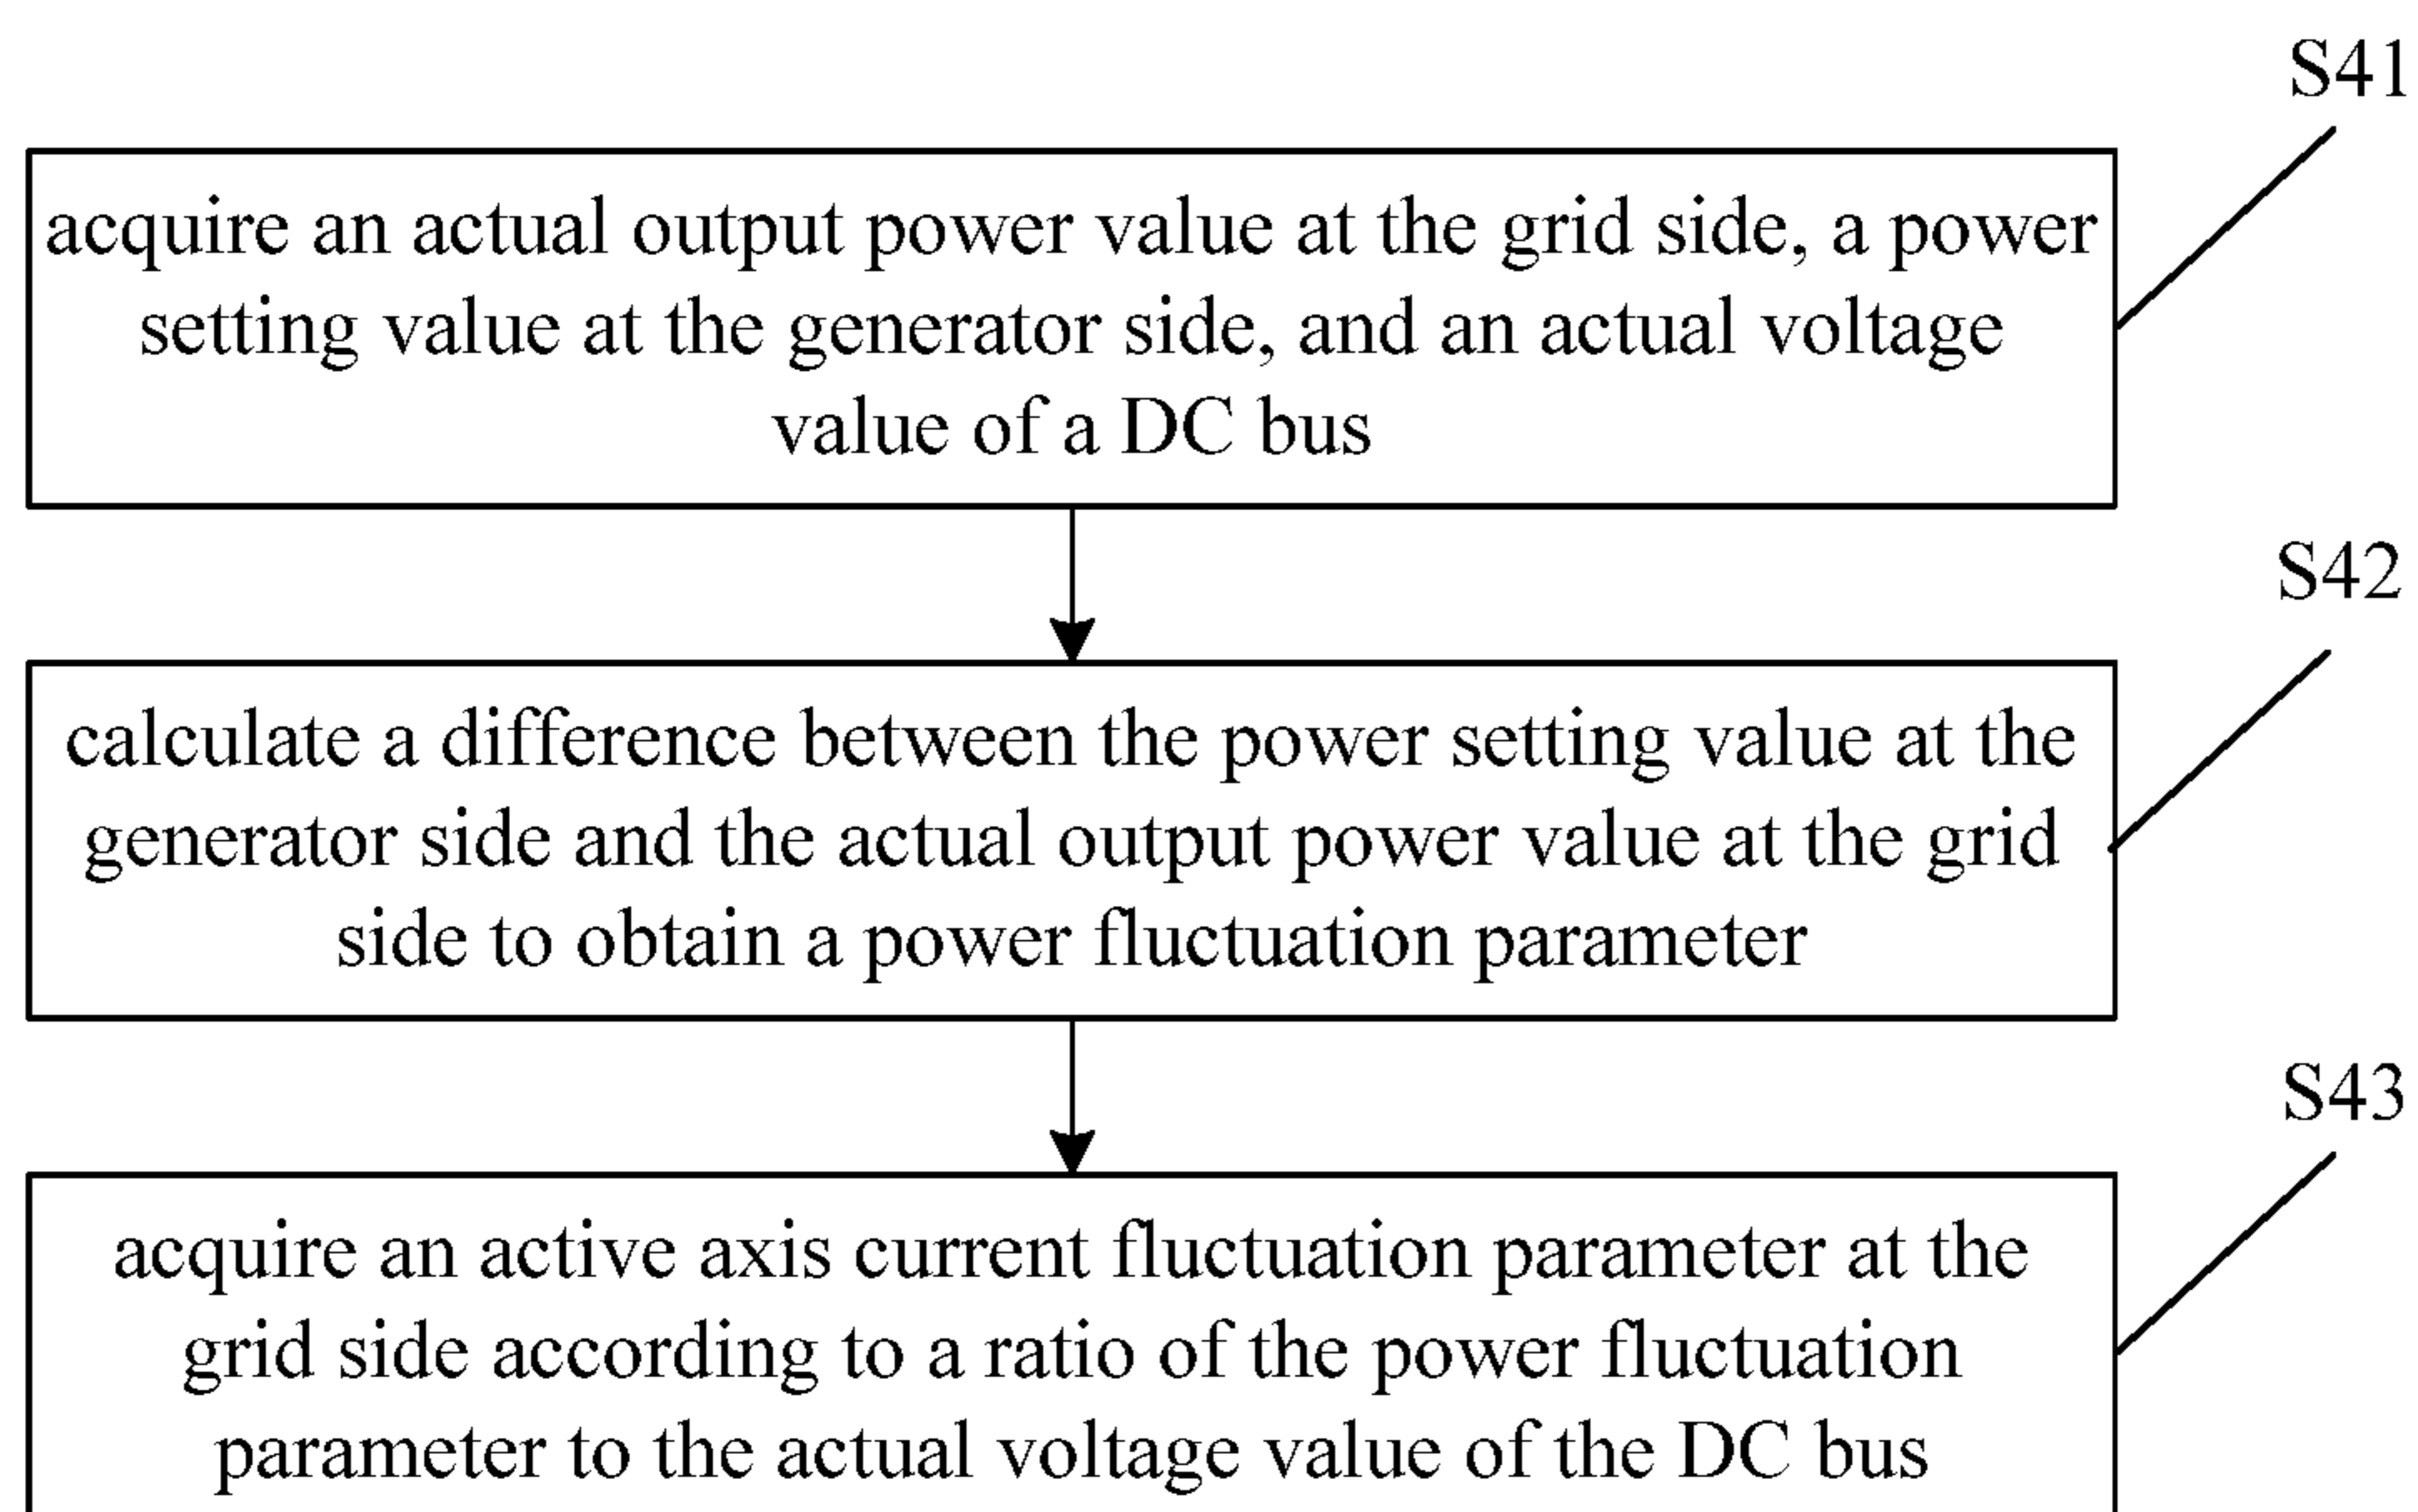 S41
acquire an actual output power value at the grid side, a power
setting value at the generator side, and an actual voltage
value of a DC bus
S42
calculate a difference between the power setting value at the
generator side and the actual output power value at the grid
side to obtain a power fluctuation parameter
S43
acquire an active axis current fluctuation parameter at the
grid side according to a ratio of the power fluctuation
parameter to the actual voltage value of the DC bus